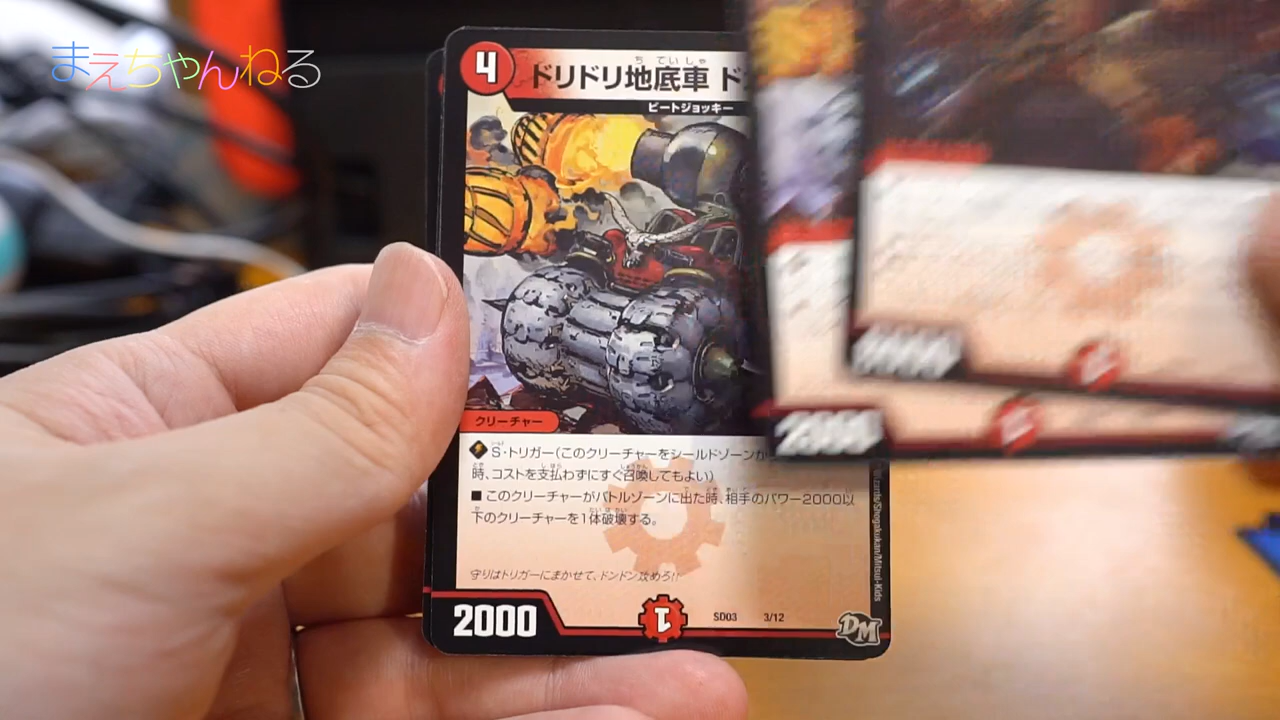 まえちゃんねる
4
ち ていしゃ
ドリドリ地底車 ド
ビートジョッキー
クリーチャー
S・トリガー(このクリーチャーをシールドゾーンか
時、コストを支払わずにすぐ召喚してもよい)
■ このクリーチャーがバトルゾーンに出た時、相手のパワー2000以
下のクリーチャーを1体破壊する。
守りはトリガーにまかせて、ドンドン攻めろ!!
2000
1
SD03 3/12
DM
Wizards/Shogakukan/Mitsui-Kids